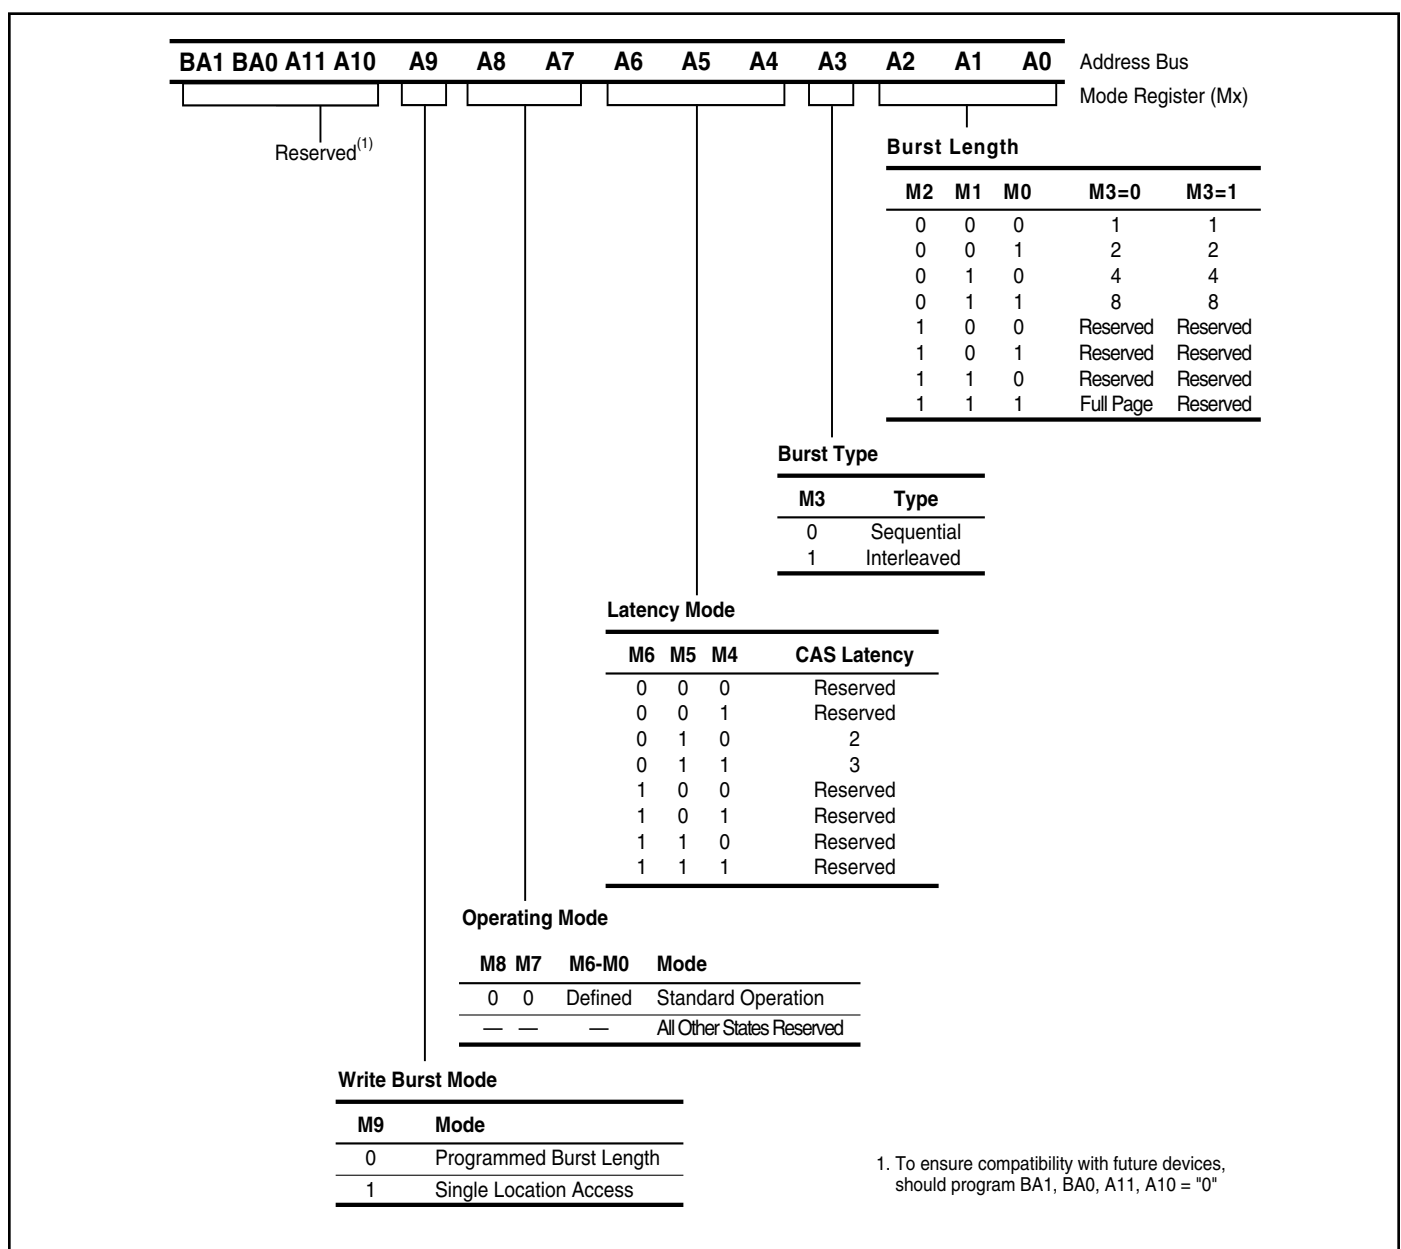 BA1 BA0 A11 A10 A9 A8 A7 A6 A5 A4 A3 A2 A1 A0 Address Bus
Mode Register (Mx)
Reserved(1)
Burst Length
M2 M1 M0 M3=0 M3=1
0 0 0 1 1
0 0 1 2 2
0 1 0 4 4
0 1 1 8 8
1 0 0 Reserved Reserved
1 0 1 Reserved Reserved
1 1 0 Reserved Reserved
1 1 1 Full Page Reserved
Burst Type
M3 Type
0 Sequential
1 Interleaved
Latency Mode
M6 M5 M4 CAS Latency
0 0 0 Reserved
0 0 1 Reserved
0 1 0 2
0 1 1 3
1 0 0 Reserved
1 0 1 Reserved
1 1 0 Reserved
1 1 1 Reserved
Operating Mode
M8 M7 M6-M0 Mode
0 0 Defined Standard Operation
— — — All Other States Reserved
Write Burst Mode
M9 Mode
0 Programmed Burst Length
1 Single Location Access
1. To ensure compatibility with future devices,
should program BA1, BA0, A11, A10 = "0"